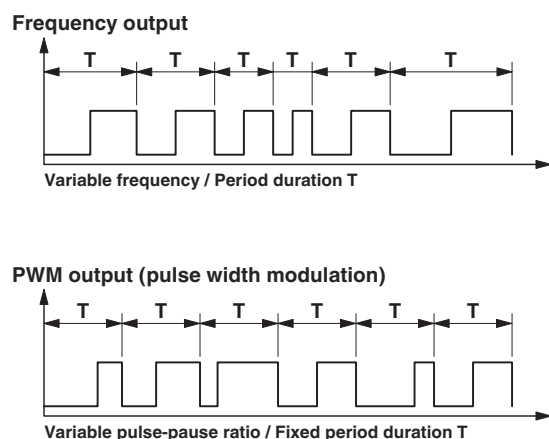 Frequency output
T T T T T T
Variable frequency / Period duration T
PWM output (pulse width modulation)
T T T T T T
Variable pulse-pause ratio / Fixed period duration T